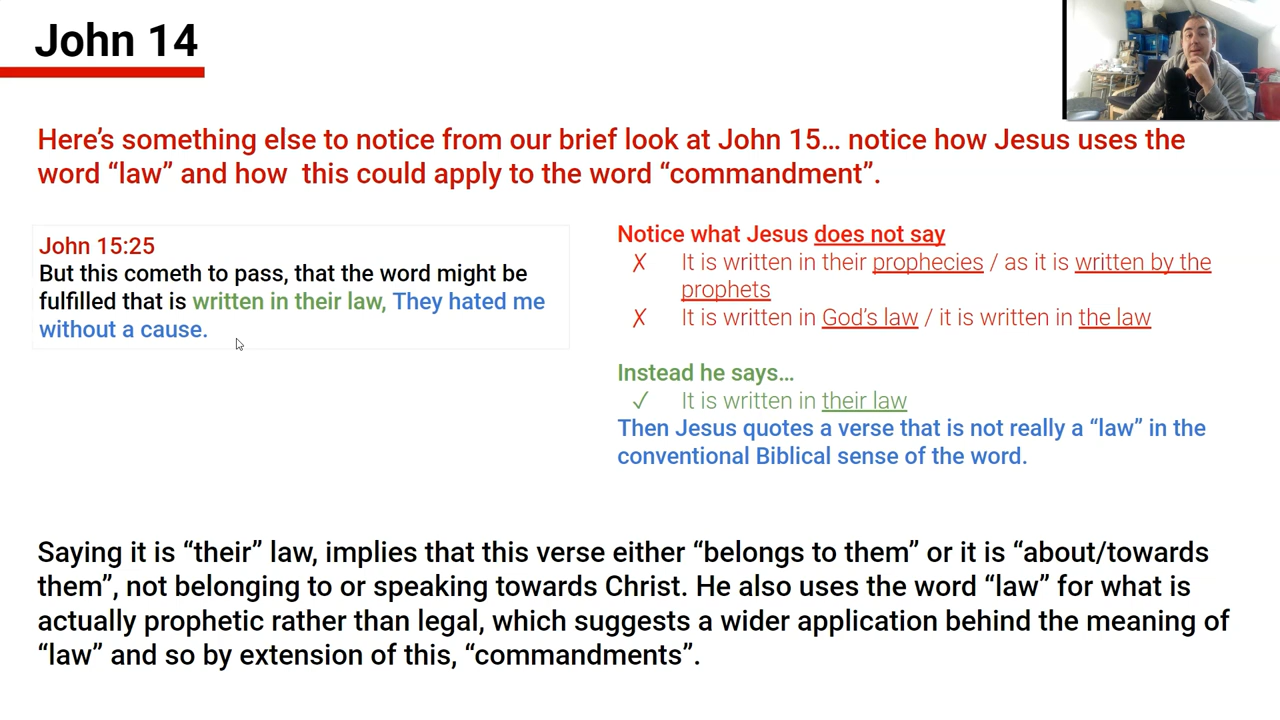 John 14
Here's something else to notice from our brief look at John 15... notice how Jesus uses the
word “law” and how this could apply to the word “commandment”.
John 15:25
But this cometh to pass, that the word might be
fulfilled that is written in their law, They hated me
without a cause.
Notice what Jesus does not say
✗ It is written in their prophecies / as it is written by the
prophets
✗ It is written in God's law / it is written in the law
Instead he says…
✓ It is written in their law
Then Jesus quotes a verse that is not really a “law” in the
conventional Biblical sense of the word.
Saying it is “their” law, implies that this verse either “belongs to them” or it is “about/towards
them”, not belonging to or speaking towards Christ. He also uses the word “law” for what is
actually prophetic rather than legal, which suggests a wider application behind the meaning of
“law” and so by extension of this, “commandments”.